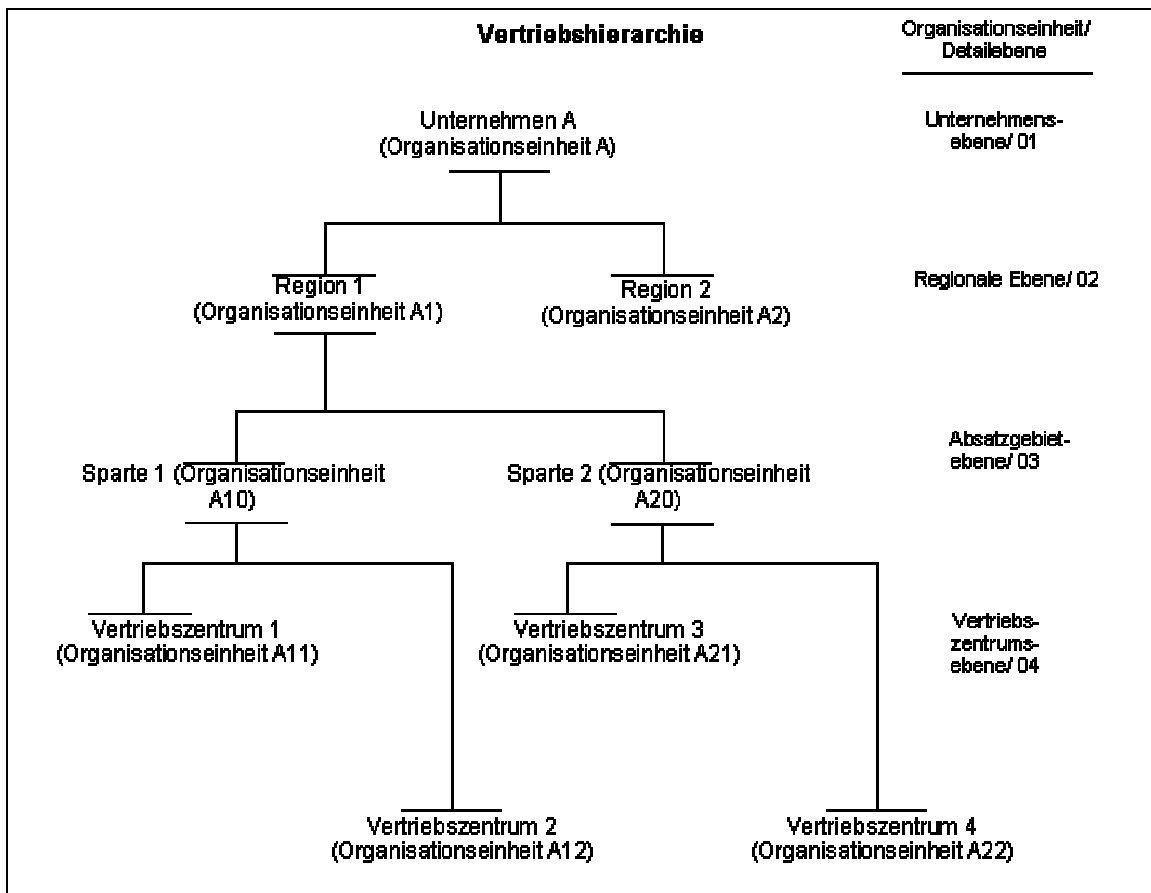 Vertriebshierarchie
Organisationseinheit/
Detailebene
Unternehmen A
(Organisationseinheit A)
Unternehmens-
ebene/ 01
Region 1
(Organisationseinheit A1)
Region 2
(Organisationseinheit A2)
Regionale Ebene/ 02
Sparte 1 (Organisationseinheit
A10)
Sparte 2 (Organisationseinheit
A20)
Absatzgebiet-
ebene/ 03
Vertriebszentrum 1
(Organisationseinheit A11)
Vertriebszentrum 3
(Organisationseinheit A21)
Vertriebs-
zentrums-
ebene/ 04
Vertriebszentrum 2
(Organisationseinheit A12)
Vertriebszentrum 4
(Organisationseinheit A22)